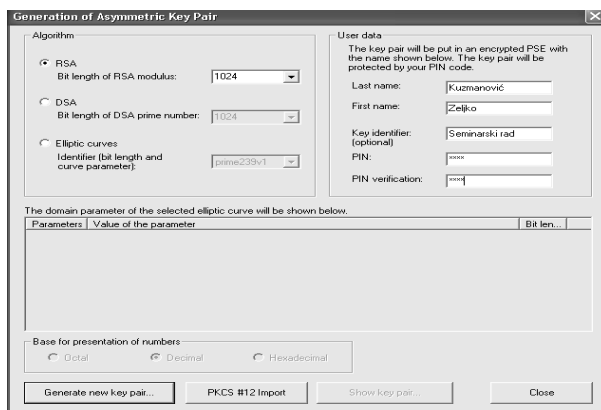 Generation of Asymmetric Key Pair
Algorithm
RSA
Bit length of RSA modulus:
1024
DSA
Bit length of DSA prime number:
1024
Elliptic curves
Identifier (bit length and
curve parameter):
prime239v1
User data
The key pair will be put in an encrypted PSE with
the name shown below. The key pair will be
protected by your PIN code.
Last name:
Kuzmanović
First name:
Zeljko
Key identifier:
(optional)
Seminarski rad
PIN:
****
PIN verification:
****
The domain parameter of the selected elliptic curve will be shown below.
Parameters Value of the parameter Bit len...
Base for presentation of numbers
Octal Decimal Hexadecimal
Generate new key pair... PKCS #12 Import Show key pair... Close